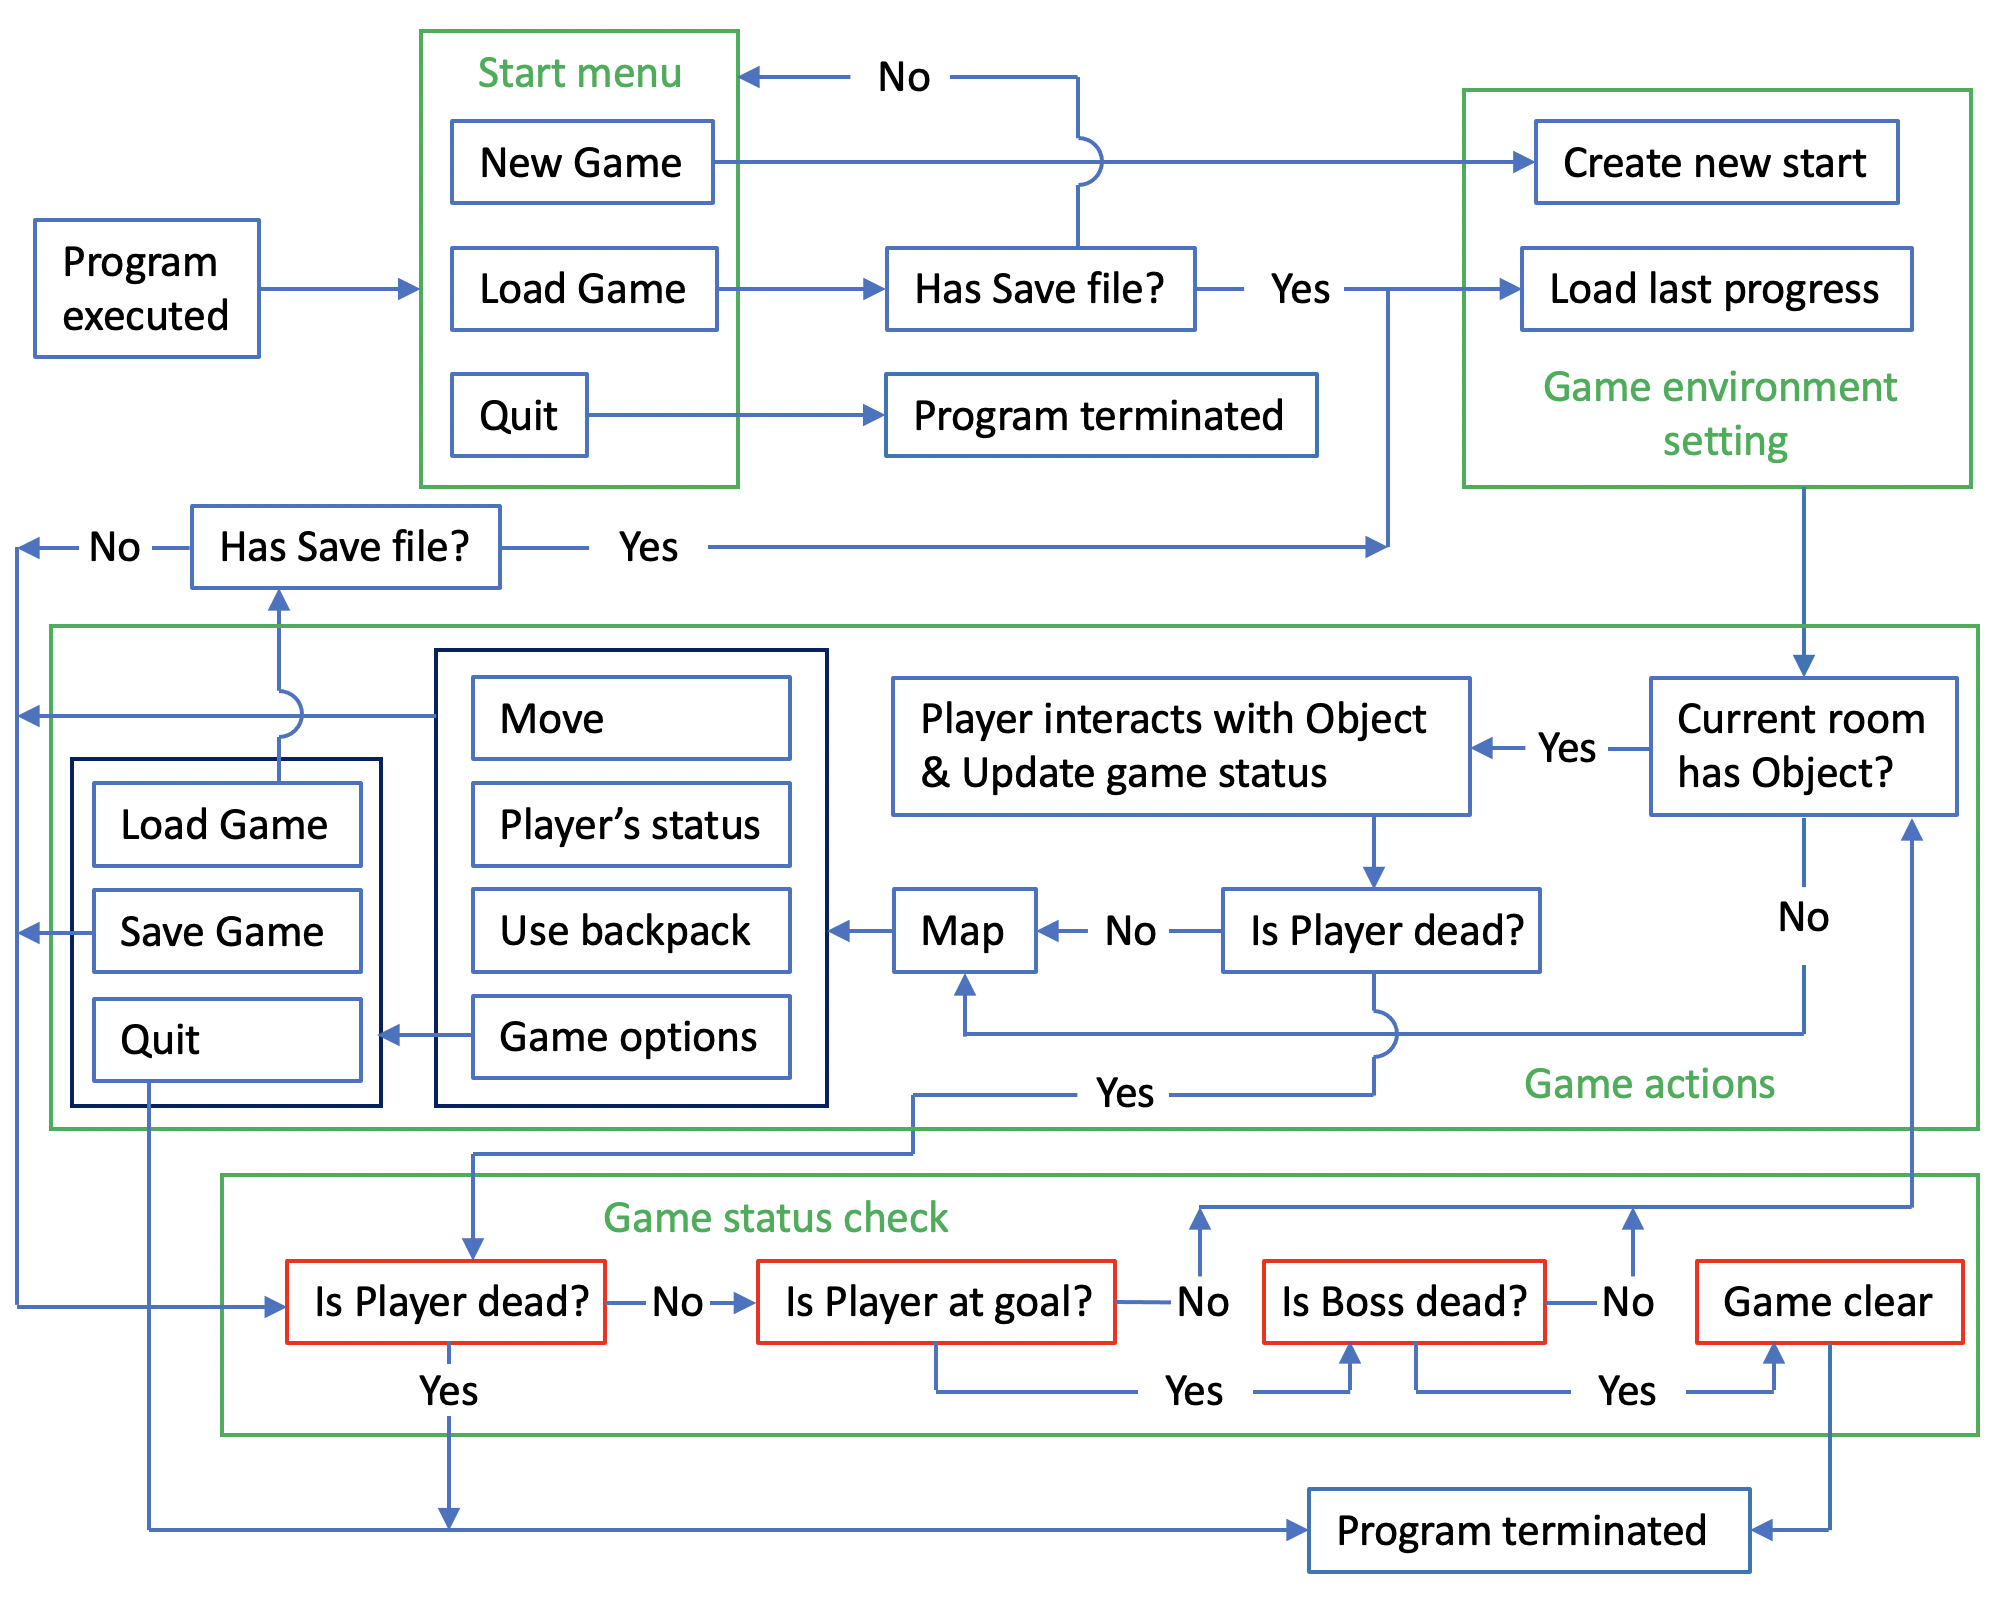 Start menu
No
New Game
Create new start
Program
executed
Load Game
Has Save file?
Yes
Load last progress
Quit
Program terminated
Game environment
setting
No
Has Save file?
Yes
Move
Player interacts with Object
& Update game status
Yes
Current room
has Object?
Load Game
Player’s status
Save Game
Use backpack
Map
No
Is Player dead?
No
Quit
Game options
Yes
Game actions
Game status check
Is Player dead?
No
Is Player at goal?
No
Is Boss dead?
No
Game clear
Yes
Yes
Yes
Program terminated